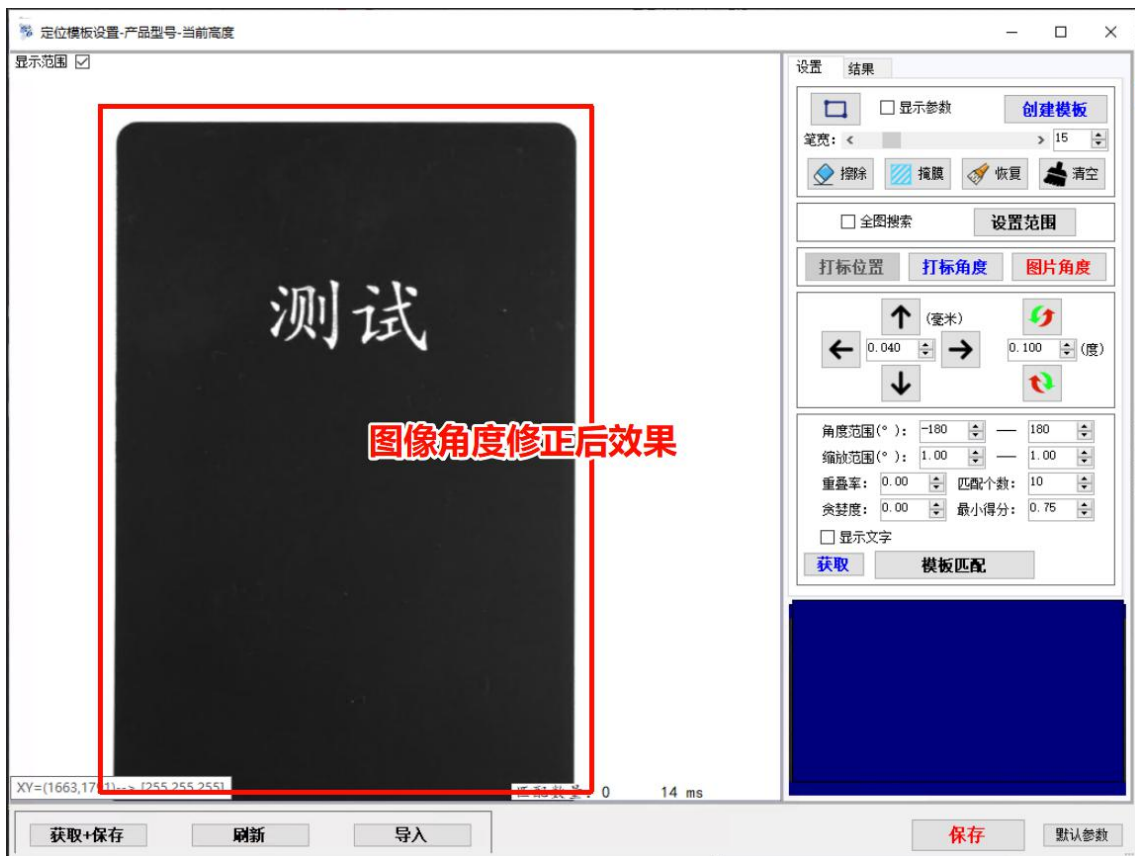 定位模板设置-产品型号-当前高度
显示范围
设置 结果
显示参数 创建模板
笔宽: 15
擦除 掩膜 恢复 清空
全图搜索 设置范围
打标位置 打标角度 图片角度
(毫米)
0.040 0.100 (度)
测试
图像角度修正后效果
角度范围(° ): -180 — 180
缩放范围(° ): 1.00 — 1.00
重叠率: 0.00 匹配个数: 10
贪婪度: 0.00 最小得分: 0.75
显示文字
获取 模板匹配
[255,255,255]
匹配数量: 0 14 ms
获取+保存 刷新 导入 保存 默认参数